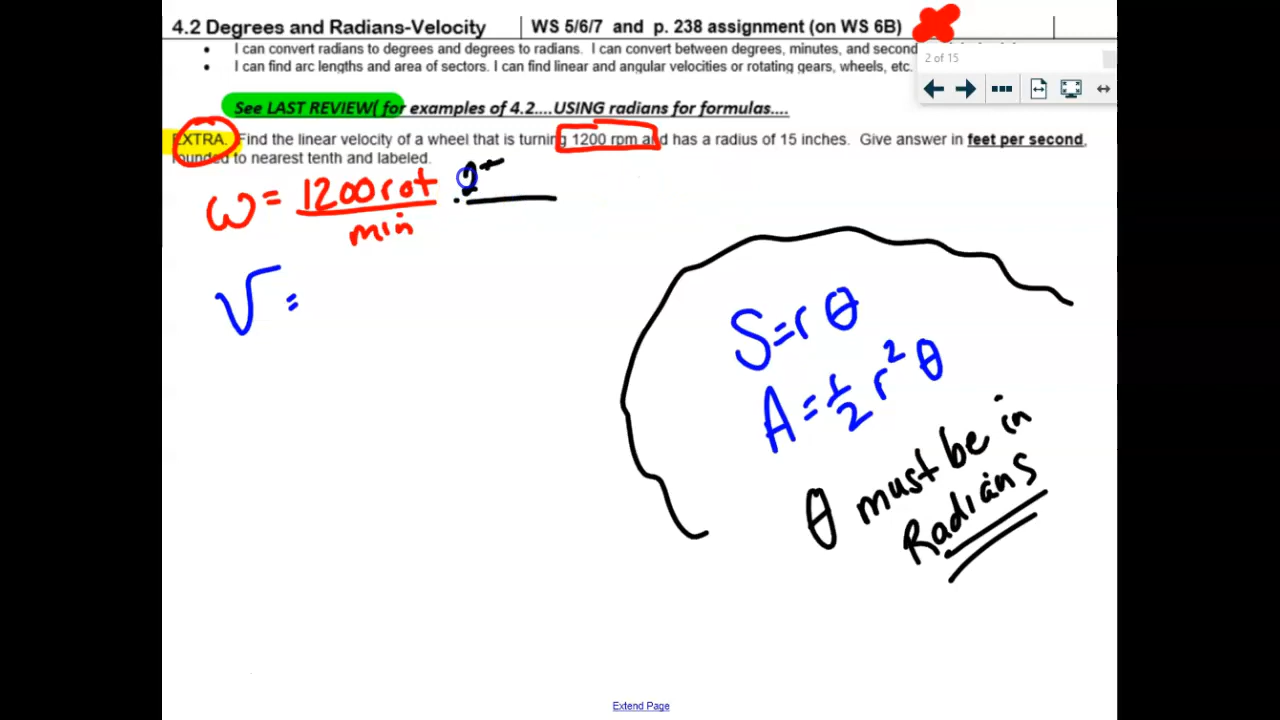 4.2 Degrees and Radians-Velocity WS 5/6/7 and p. 238 assignment (on WS 6B)
• I can convert radians to degrees and degrees to radians. I can convert between degrees, minutes, and second
• I can find arc lengths and area of sectors. I can find linear and angular velocities or rotating gears, wheels, etc.
2 of 15
See LAST REVIEW( for examples of 4.2....USING radians for formulas....
EXTRA. Find the linear velocity of a wheel that is turning 1200 rpm and has a radius of 15 inches. Give answer in feet per second,
rounded to nearest tenth and labeled.
ω = 1200 rot
min
· 2
V =
S = r θ
A = 1/2 r² θ
θ must be in
Radians
Extend Page